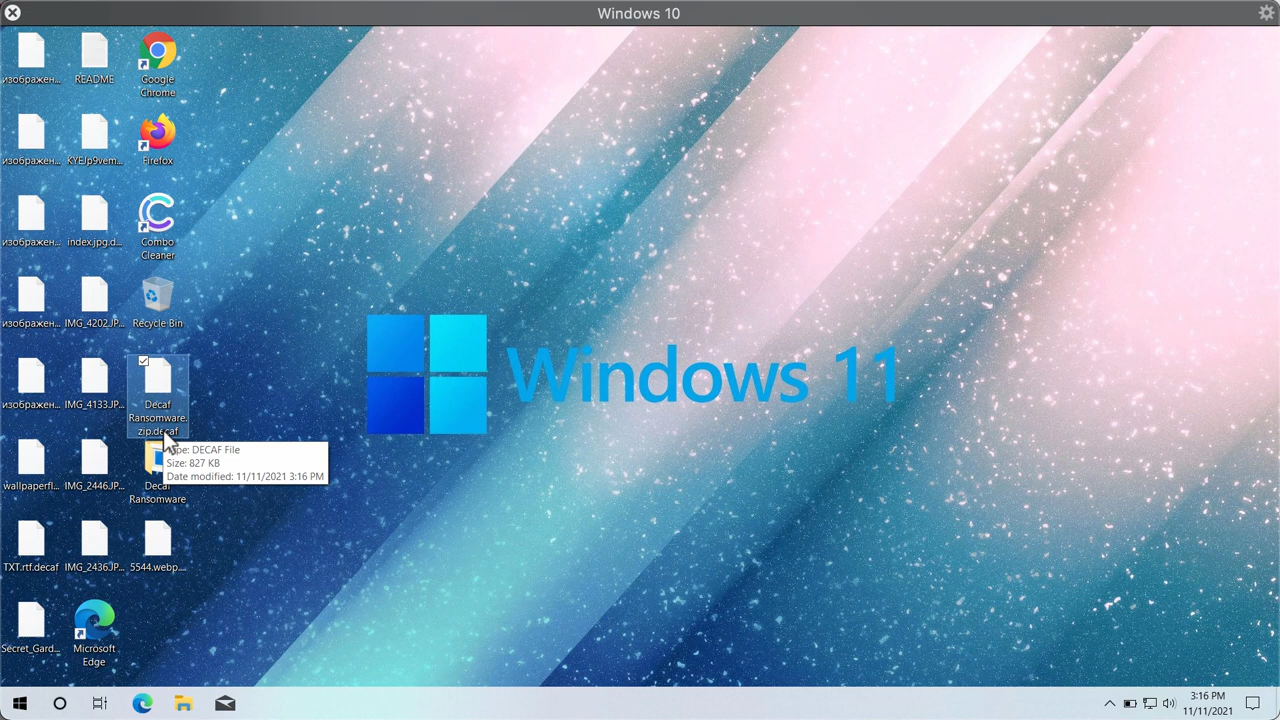 Windows 10
изображен...
README
Google
Chrome
изображен...
KYEJp9vem...
Firefox
изображен...
index.jpg.d...
Combo
Cleaner
изображен...
IMG_4202.JP...
Recycle Bin
изображен...
IMG_4133.JP...
Decaf
Ransomware.
zip.decaf
Windows 11
ype: DECAF File
Size: 827 KB
Date modified: 11/11/2021 3:16 PM
wallpaperfl...
IMG_2446.JP...
Decaf
Ransomware
TXT.rtf.decaf
IMG_2436.JP...
5544.webp....
Secret_Gard...
Microsoft
Edge
3:16 PM
11/11/2021